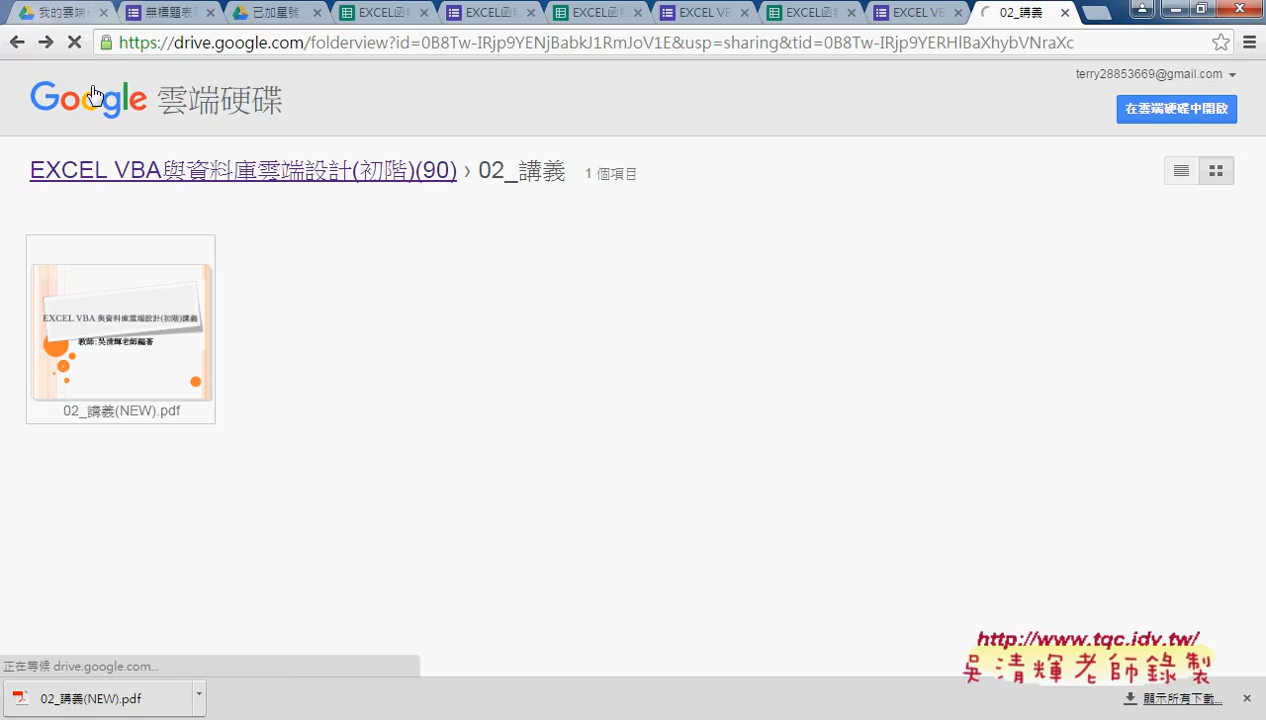 我的雲端
無標題表
已加星號
EXCEL函
EXCEL函
EXCEL函
EXCEL VB
EXCEL函
EXCEL VB
02_講義
https://drive.google.com/folderview?id=0B8Tw-IRjp9YENjBabkJ1RmJoV1E&usp=sharing&tid=0B8Tw-IRjp9YERHlBaXhybVNraXc
terry28853669@gmail.com
Google 雲端硬碟
在雲端硬碟中開啟
EXCEL VBA與資料庫雲端設計(初階)(90) › 02_講義 1 個項目
EXCEL VBA 與資料庫雲端設計(初階)講義
教師:吳清輝老師編著
02_講義(NEW).pdf
http://www.tqc.idv.tw/
吳清輝老師錄製
正在等候 drive.google.com...
02_講義(NEW).pdf
顯示所有下載...